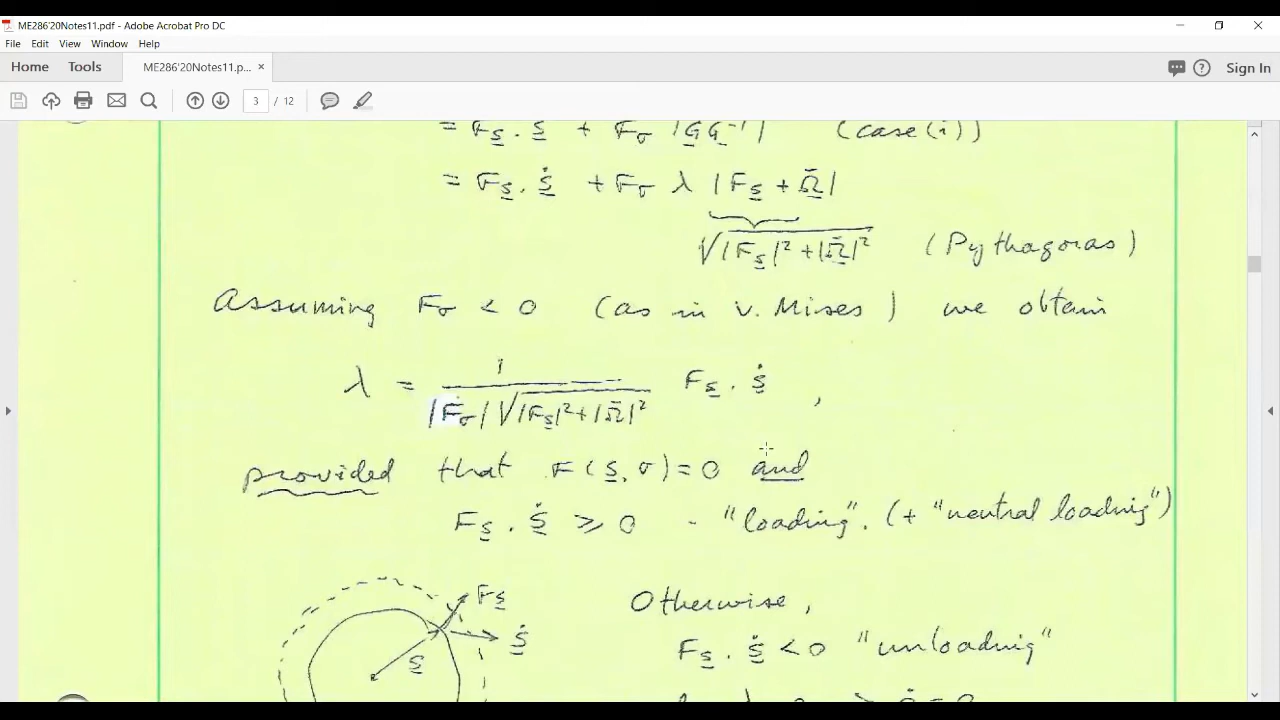 ME286'20Notes11.pdf - Adobe Acrobat Pro DC
File Edit View Window Help
Home Tools ME286'20Notes11.p... × Sign In
3 / 12
= F_S · Ṡ + F_σ |ĠG⁻¹| (case (i))
= F_S · Ṡ + F_σ λ |F_S + Ω̄|
√|F_S|² + |Ω̄|² (Pythagoras)
Assuming F_σ < 0 (as in v. Mises) we obtain
λ = 1 / |F_σ| √|F_S|² + |Ω̄|² F_S · Ṡ ,
provided that F(S, σ) = 0 and
F_S · Ṡ ≥ 0 - "loading". (+ "neutral loading")
F_S
Otherwise,
Ṡ
F_S · Ṡ < 0 "unloading"
S